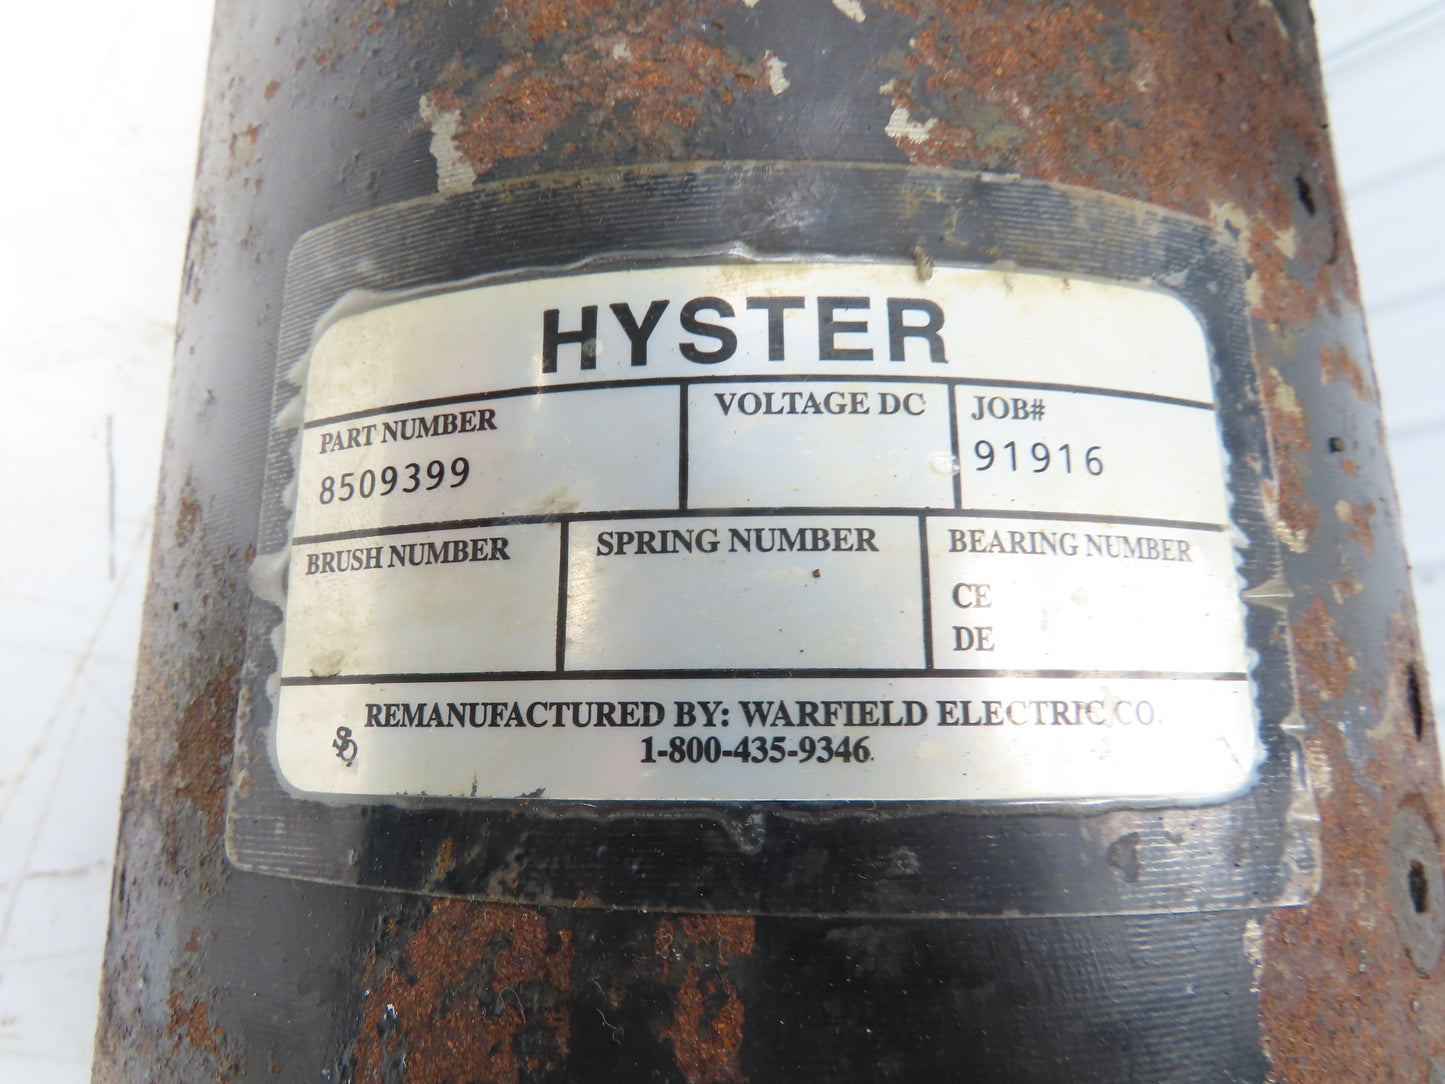 HYSTER
PART NUMBER
8509399
VOLTAGE DC
JOB#
91916
BRUSH NUMBER
SPRING NUMBER
BEARING NUMBER
CE
DE
REMANUFACTURED BY: WARFIELD ELECTRIC CO.
1-800-435-9346